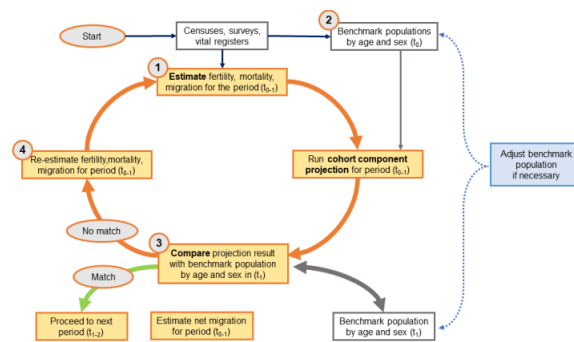 Start
Censuses, surveys,
vital registers
2
Benchmark populations
by age and sex (t0)
1
Estimate fertility, mortality,
migration for the period (t0-1)
4
Re-estimate fertility,mortality,
migration for period (t0-1)
Run cohort component
projection for period (t0-1)
Adjust benchmark
population
if necessary
No match
3
Compare projection result
with benchmark population
by age and sex in (t1)
Match
Proceed to next
period (t1-2)
Estimate net migration
for period (t0-1)
Benchmark population
by age and sex (t1)